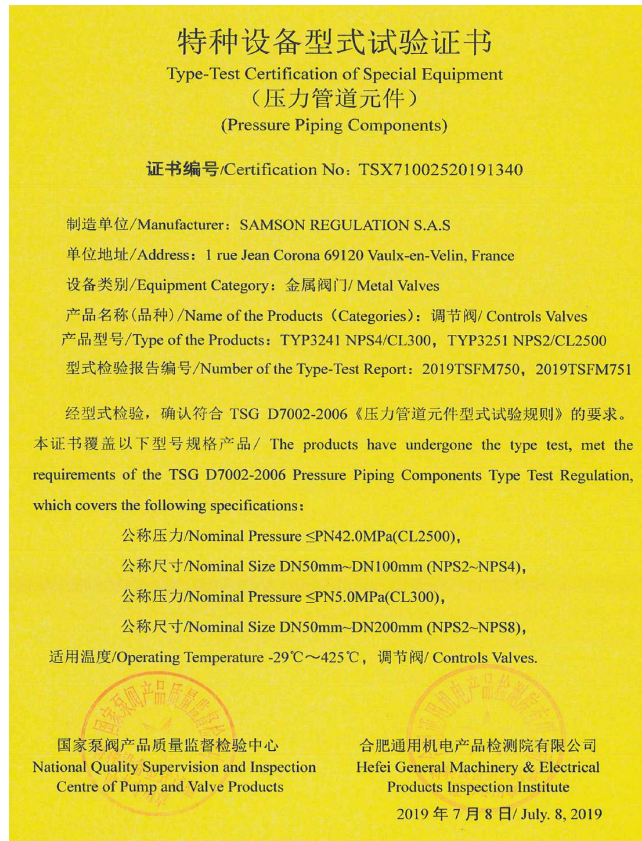 特种设备型式试验证书
Type-Test Certification of Special Equipment
（压力管道元件）
(Pressure Piping Components)
证书编号/Certification No：TSX71002520191340
制造单位/Manufacturer：SAMSON REGULATION S.A.S
单位地址/Address：1 rue Jean Corona 69120 Vaulx-en-Velin, France
设备类别/Equipment Category：金属阀门/ Metal Valves
产品名称(品种)/Name of the Products（Categories）：调节阀/ Controls Valves
产品型号/Type of the Products：TYP3241 NPS4/CL300，TYP3251 NPS2/CL2500
型式检验报告编号/Number of the Type-Test Report：2019TSFM750，2019TSFM751
经型式检验，确认符合 TSG D7002-2006《压力管道元件型式试验规则》的要求。
本证书覆盖以下型号规格产品/ The products have undergone the type test, met the
requirements of the TSG D7002-2006 Pressure Piping Components Type Test Regulation,
which covers the following specifications：
公称压力/Nominal Pressure ≤PN42.0MPa(CL2500)，
公称尺寸/Nominal Size DN50mm~DN100mm (NPS2~NPS4)，
公称压力/Nominal Pressure ≤PN5.0MPa(CL300)，
公称尺寸/Nominal Size DN50mm~DN200mm (NPS2~NPS8)，
适用温度/Operating Temperature -29℃～425℃，调节阀/ Controls Valves.
国家泵阀产品质量监督检验中心
National Quality Supervision and Inspection
Centre of Pump and Valve Products
合肥通用机电产品检测院有限公司
Hefei General Machinery & Electrical
Products Inspection Institute
2019 年 7 月 8 日/ July. 8, 2019